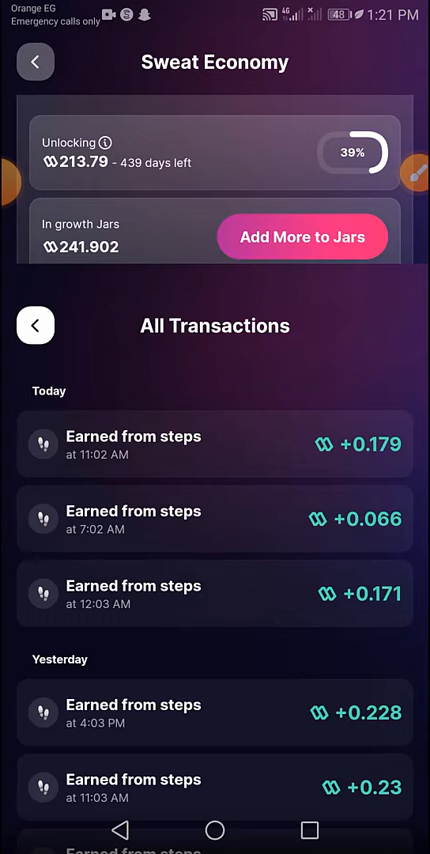 Orange EG
Emergency calls only
4G
48
1:21 PM
Sweat Economy
Unlocking
213.79 - 439 days left
39%
In growth Jars
241.902
Add More to Jars
All Transactions
Today
Earned from steps
+0.179
at 11:02 AM
Earned from steps
+0.066
at 7:02 AM
Earned from steps
+0.171
at 12:03 AM
Yesterday
Earned from steps
+0.228
at 4:03 PM
Earned from steps
+0.23
at 11:03 AM
Earned from steps